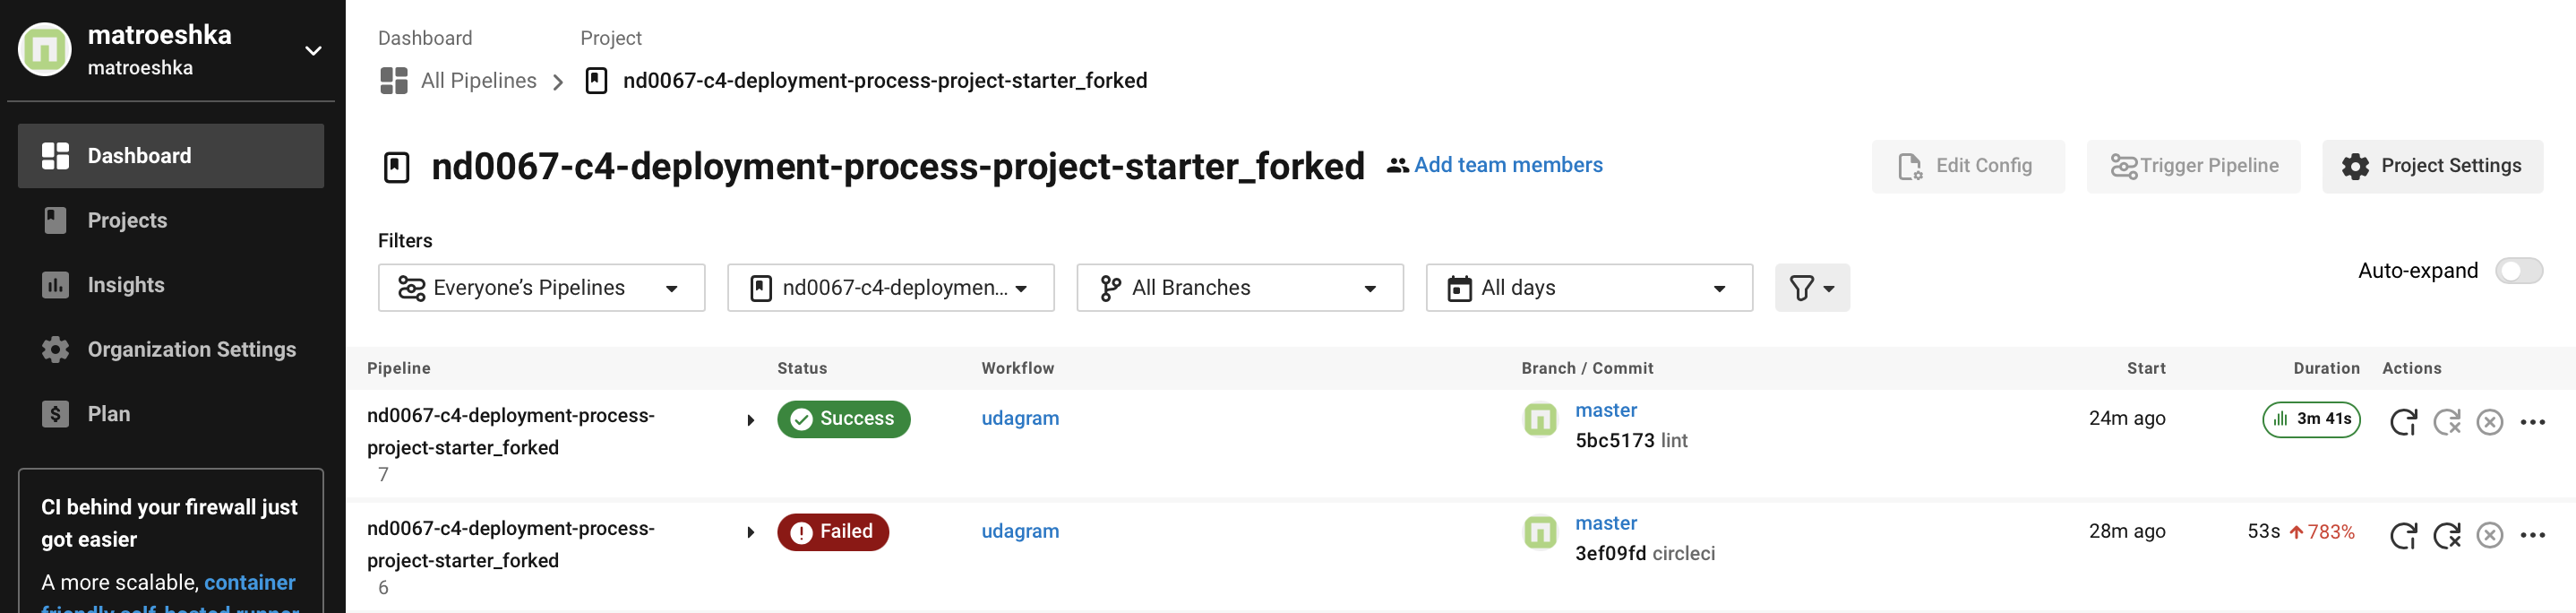 matroeshka
matroeshka
Dashboard
Projects
Insights
Organization Settings
Plan
CI behind your firewall just
got easier
A more scalable, container
friendly self-hosted runner
Dashboard Project
All Pipelines nd0067-c4-deployment-process-project-starter_forked
nd0067-c4-deployment-process-project-starter_forked Add team members Edit Config Trigger Pipeline Project Settings
Filters
Everyone’s Pipelines nd0067-c4-deploymen... All Branches All days Auto-expand
Pipeline Status Workflow Branch / Commit Start Duration Actions
nd0067-c4-deployment-process- Success udagram master 24m ago 3m 41s
project-starter_forked 5bc5173 lint
7
nd0067-c4-deployment-process- Failed udagram master 28m ago 53s 783%
project-starter_forked 3ef09fd circleci
6